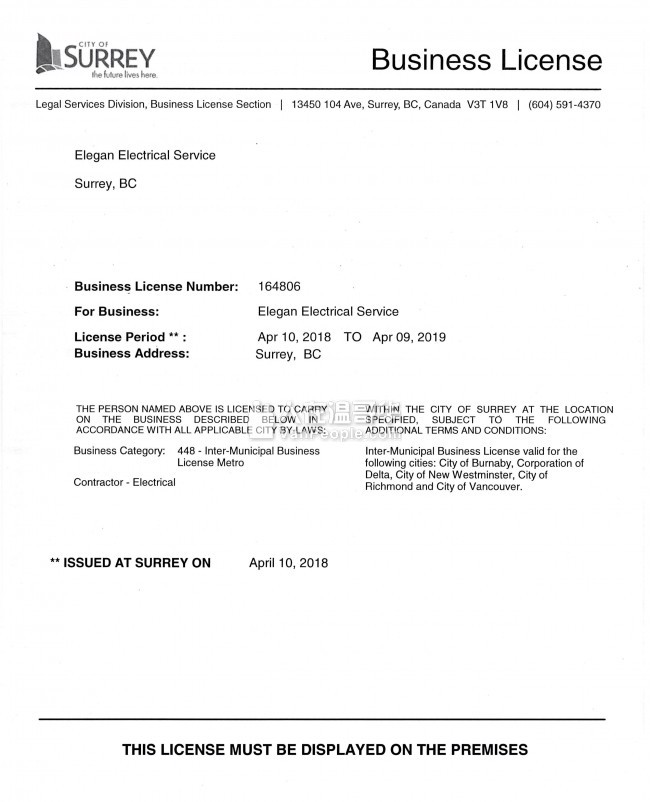 CITY OF
SURREY
the future lives here.
Business License
Legal Services Division, Business License Section | 13450 104 Ave, Surrey, BC, Canada V3T 1V8 | (604) 591-4370
Elegan Electrical Service
Surrey, BC
Business License Number: 164806
For Business: Elegan Electrical Service
License Period ** : Apr 10, 2018 TO Apr 09, 2019
Business Address: Surrey, BC
THE PERSON NAMED ABOVE IS LICENSED TO CARRY
ON THE BUSINESS DESCRIBED BELOW IN
ACCORDANCE WITH ALL APPLICABLE CITY BY-LAWS:
WITHIN THE CITY OF SURREY AT THE LOCATION
SPECIFIED, SUBJECT TO THE FOLLOWING
ADDITIONAL TERMS AND CONDITIONS:
人在温哥华
VanPeople.com
Business Category: 448 - Inter-Municipal Business
License Metro
Contractor - Electrical
Inter-Municipal Business License valid for the
following cities: City of Burnaby, Corporation of
Delta, City of New Westminster, City of
Richmond and City of Vancouver.
** ISSUED AT SURREY ON April 10, 2018
THIS LICENSE MUST BE DISPLAYED ON THE PREMISES